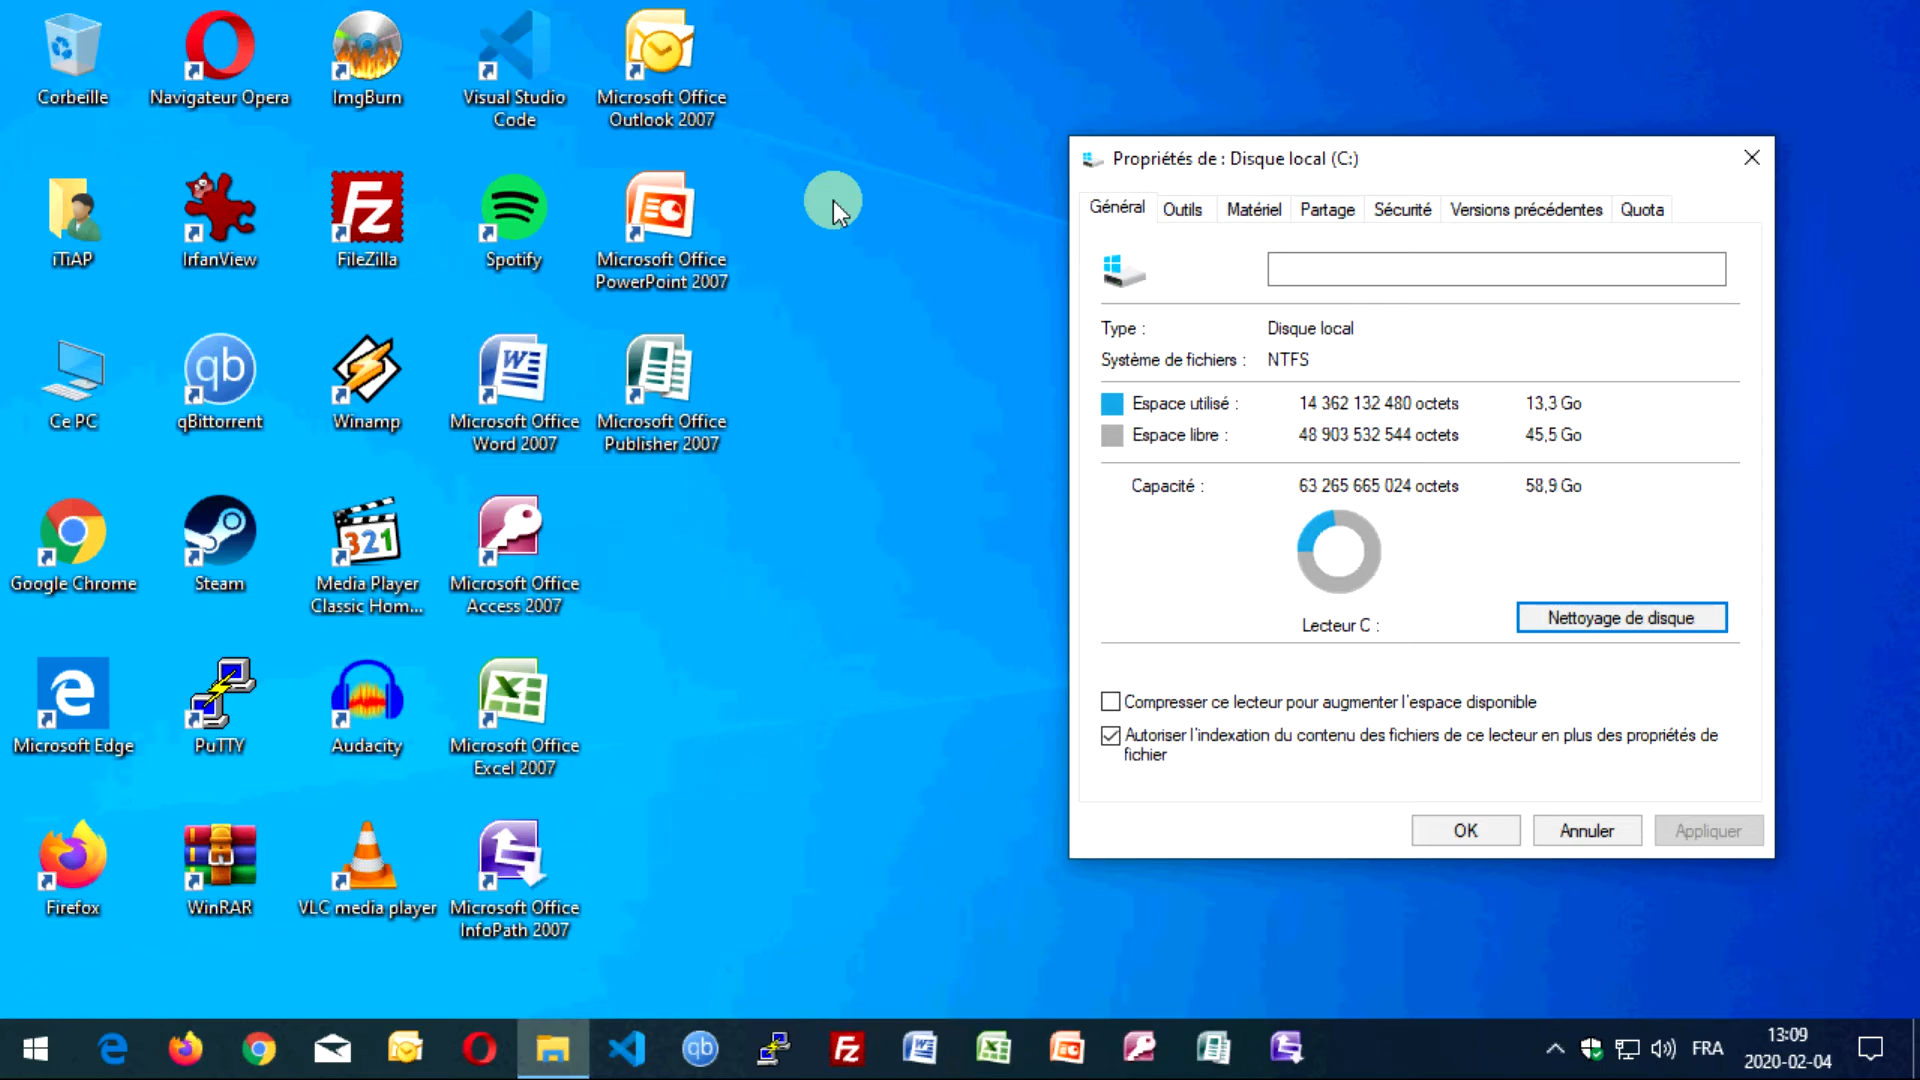 Corbeille
Navigateur Opera
ImgBurn
Visual Studio
Code
Microsoft Office
Outlook 2007
iTiAP
IrfanView
Fz
FileZilla
Spotify
Microsoft Office
PowerPoint 2007
Ce PC
qb
qBittorrent
Winamp
W
Microsoft Office
Word 2007
Microsoft Office
Publisher 2007
Google Chrome
Steam
321
Media Player
Classic Hom...
Microsoft Office
Access 2007
Microsoft Edge
PuTTY
Audacity
X
Microsoft Office
Excel 2007
Firefox
WinRAR
VLC media player
Microsoft Office
InfoPath 2007
Propriétés de : Disque local (C:)
Général Outils Matériel Partage Sécurité Versions précédentes Quota
Type : Disque local
Système de fichiers : NTFS
Espace utilisé : 14 362 132 480 octets 13,3 Go
Espace libre : 48 903 532 544 octets 45,5 Go
Capacité : 63 265 665 024 octets 58,9 Go
Lecteur C :
Nettoyage de disque
Compresser ce lecteur pour augmenter l'espace disponible
Autoriser l'indexation du contenu des fichiers de ce lecteur en plus des propriétés de
fichier
OK Annuler Appliquer
qb
Fz
FRA
13:09
2020-02-04